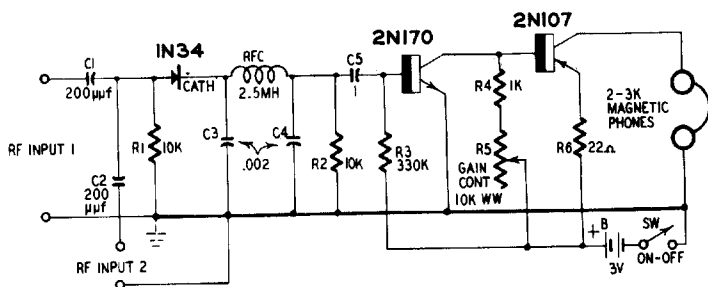 2N107
2N170
1N34
RFC
C1
C5
CATH
2.5MH
200µµf
1
R4
1K
2-3K
MAGNETIC
PHONES
C3
C4
R1
10K
R5
R6
22Ω
RF INPUT 1
.002
R2
10K
R3
330K
GAIN
CONT
10K WW
C2
200
µµf
+
B
SW
RF INPUT 2
3V
ON-OFF